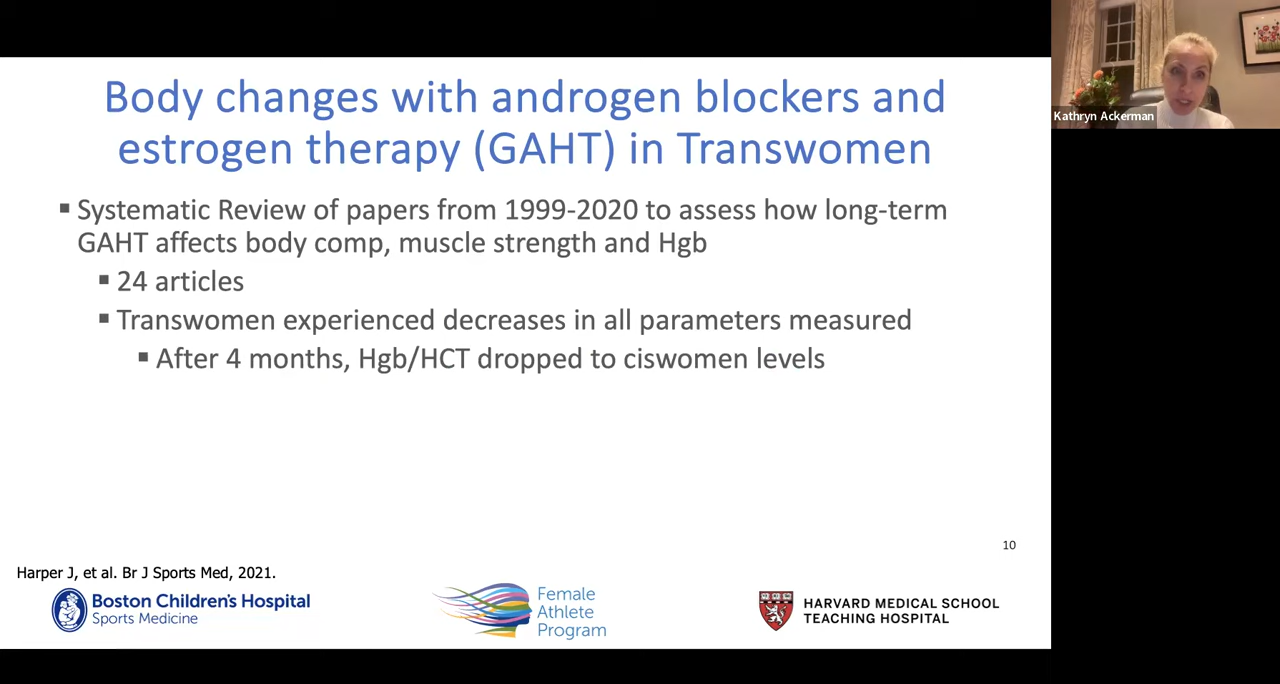 Body changes with androgen blockers and
estrogen therapy (GAHT) in Transwomen
▪ Systematic Review of papers from 1999-2020 to assess how long-term
GAHT affects body comp, muscle strength and Hgb
▪ 24 articles
▪ Transwomen experienced decreases in all parameters measured
▪ After 4 months, Hgb/HCT dropped to ciswomen levels
10
Harper J, et al. Br J Sports Med, 2021.
Boston Children's Hospital
Sports Medicine
Female
Athlete
Program
HARVARD MEDICAL SCHOOL
TEACHING HOSPITAL
Kathryn Ackerman